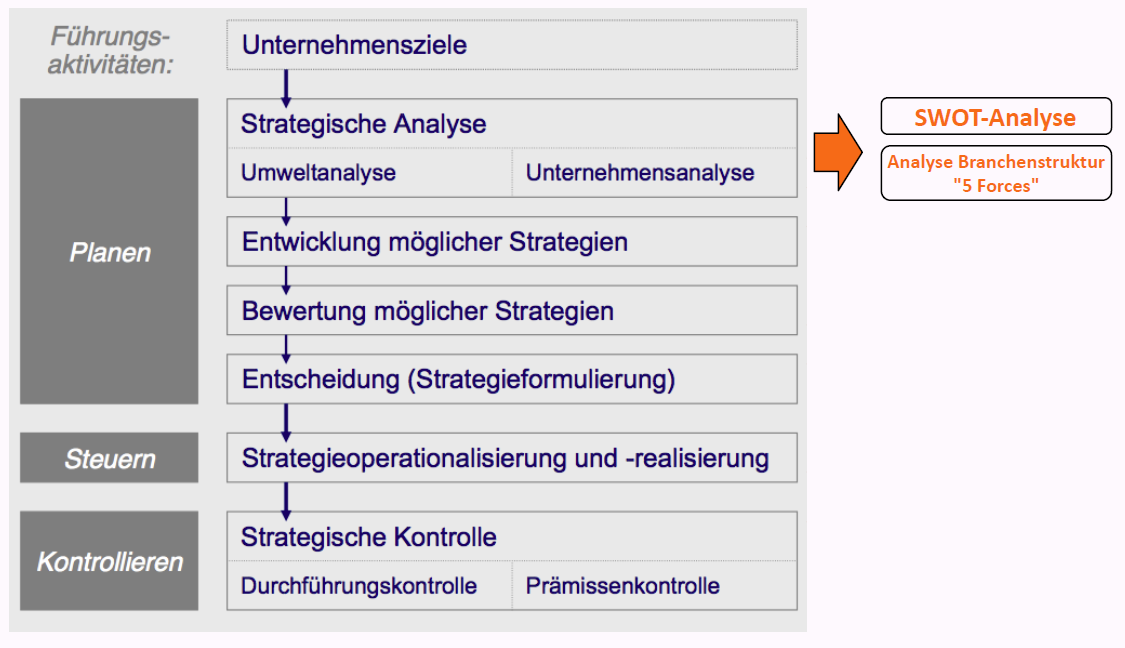 Führungs-
aktivitäten:
Unternehmensziele
Planen
Strategische Analyse
Umweltanalyse
Unternehmensanalyse
SWOT-Analyse
Analyse Branchenstruktur
"5 Forces"
Entwicklung möglicher Strategien
Bewertung möglicher Strategien
Entscheidung (Strategieformulierung)
Steuern
Strategieoperationalisierung und -realisierung
Kontrollieren
Strategische Kontrolle
Durchführungskontrolle
Prämissenkontrolle